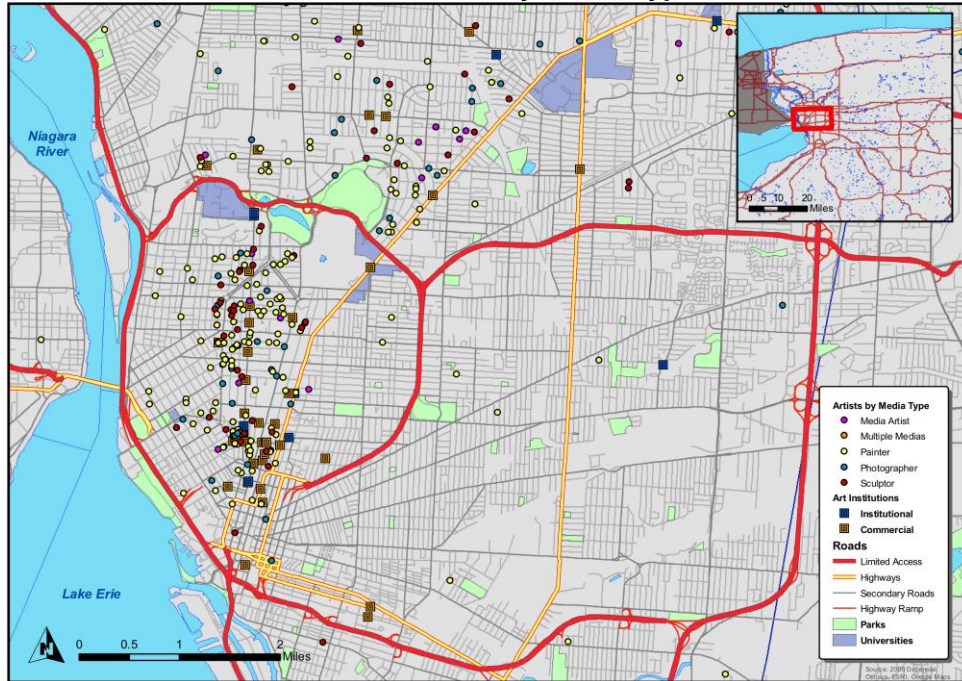 Niagara
River
0 5 10 20
Miles
Artists by Media Type
Media Artist
Multiple Medias
Painter
Photographer
Sculptor
Art Institutions
Institutional
Commercial
Roads
Limited Access
Highways
Secondary Roads
Highway Ramp
Parks
Universities
Lake Erie
N
0 0.5 1 2
Miles
Source: 2000 Decennial
Census, ESRI, Google Maps